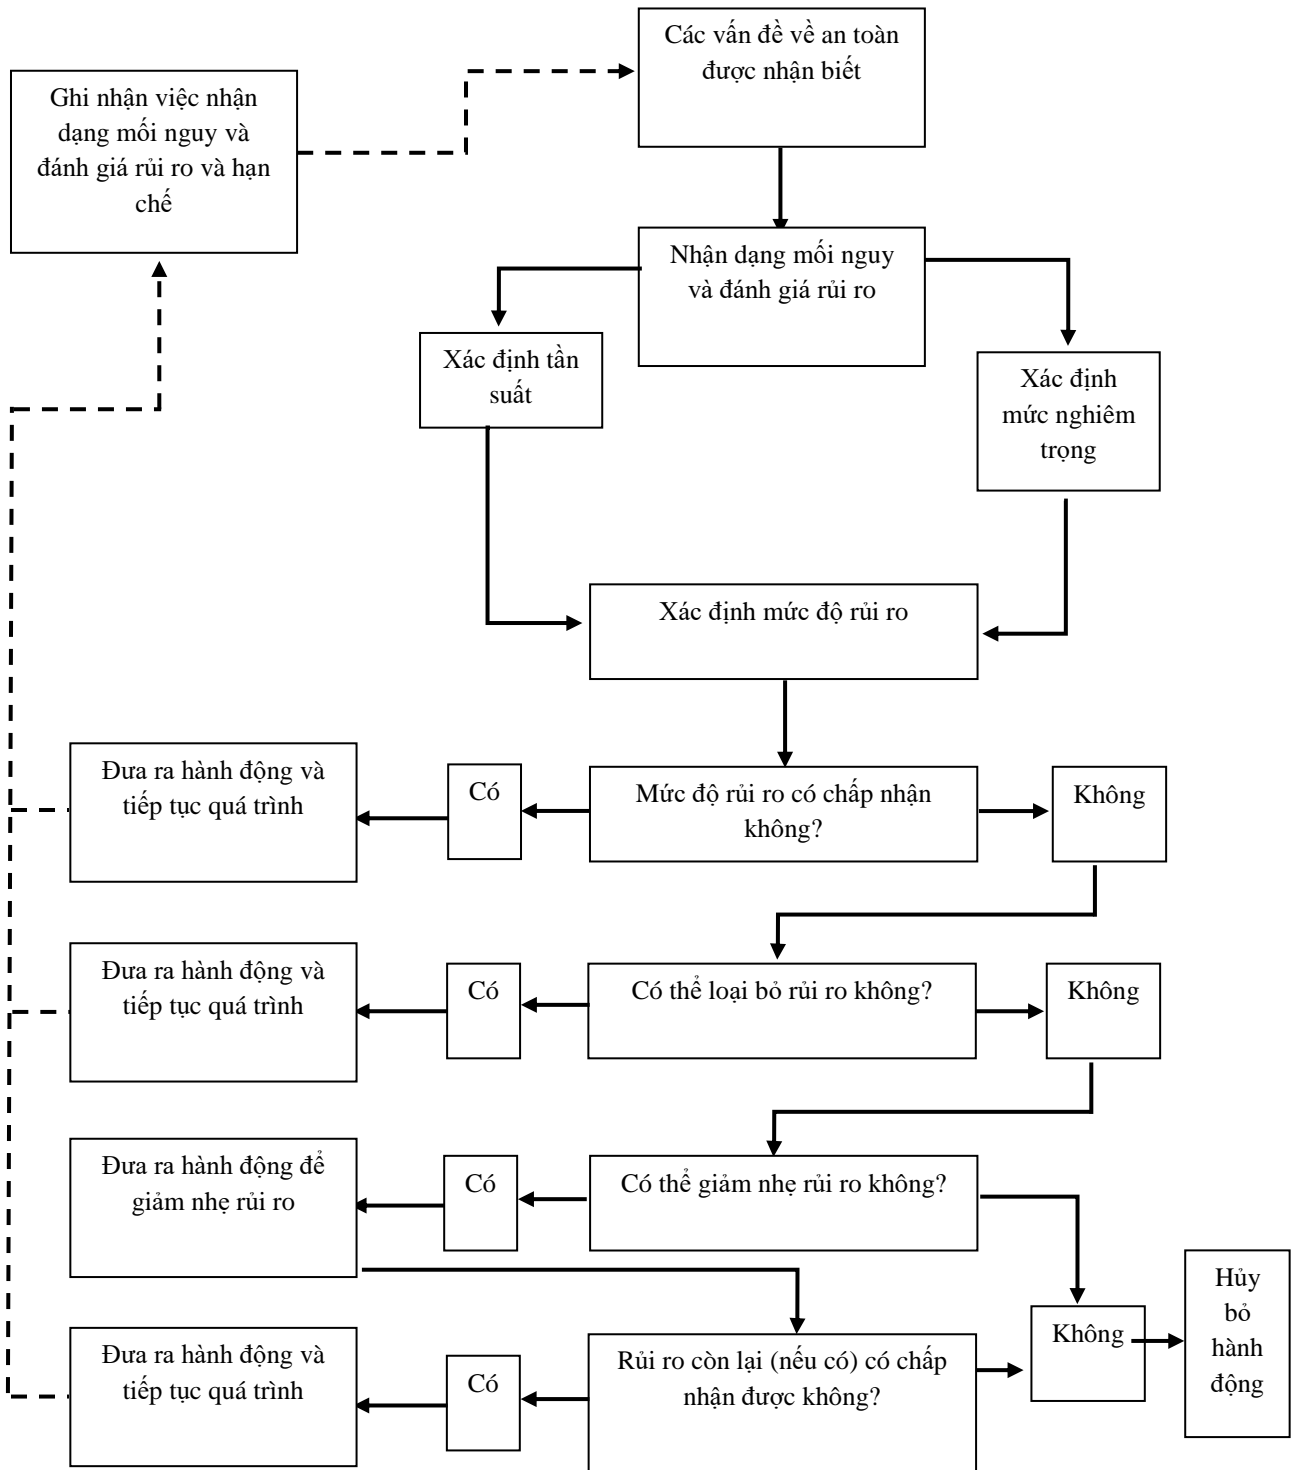 Các vấn đề về an toàn
được nhận biết
Ghi nhận việc nhận
dạng mối nguy và
đánh giá rủi ro và hạn
chế
Nhận dạng mối nguy
và đánh giá rủi ro
Xác định tần
suất
Xác định
mức nghiêm
trọng
Xác định mức độ rủi ro
Đưa ra hành động và
tiếp tục quá trình
Có
Mức độ rủi ro có chấp nhận
không?
Không
Đưa ra hành động và
tiếp tục quá trình
Có
Có thể loại bỏ rủi ro không?
Không
Đưa ra hành động để
giảm nhẹ rủi ro
Có
Có thể giảm nhẹ rủi ro không?
Hủy
bỏ
hành
động
Không
Đưa ra hành động và
tiếp tục quá trình
Có
Rủi ro còn lại (nếu có) có chấp
nhận được không?